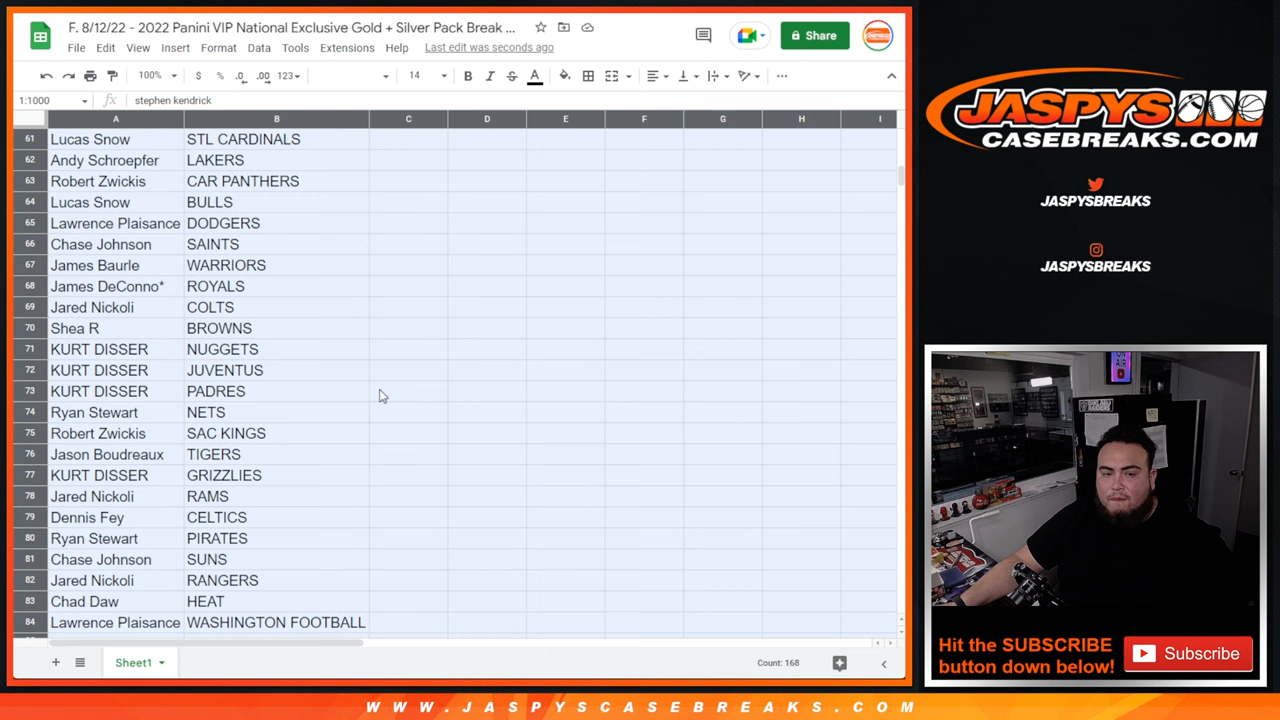 F. 8/12/22 - 2022 Panini VIP National Exclusive Gold + Silver Pack Break ...
File Edit View Insert Format Data Tools Extensions Help Last edit was seconds ago
Share
100% $ % .0 .00 123 14 B I S A
1:1000 fx stephen kendrick
A B C D E F G H I
61 Lucas Snow STL CARDINALS
62 Andy Schroepfer LAKERS
63 Robert Zwickis CAR PANTHERS
64 Lucas Snow BULLS
65 Lawrence Plaisance DODGERS
66 Chase Johnson SAINTS
67 James Baurle WARRIORS
68 James DeConno* ROYALS
69 Jared Nickoli COLTS
70 Shea R BROWNS
71 KURT DISSER NUGGETS
72 KURT DISSER JUVENTUS
73 KURT DISSER PADRES
74 Ryan Stewart NETS
75 Robert Zwickis SAC KINGS
76 Jason Boudreaux TIGERS
77 KURT DISSER GRIZZLIES
78 Jared Nickoli RAMS
79 Dennis Fey CELTICS
80 Ryan Stewart PIRATES
81 Chase Johnson SUNS
82 Jared Nickoli RANGERS
83 Chad Daw HEAT
84 Lawrence Plaisance WASHINGTON FOOTBALL
Sheet1
Count: 168
JASPYS
CASEBREAKS.COM
JASPYSBREAKS
JASPYSBREAKS
Hit the SUBSCRIBE
button down below!
Subscribe
WWW.JASPYSCASEBREAKS.COM